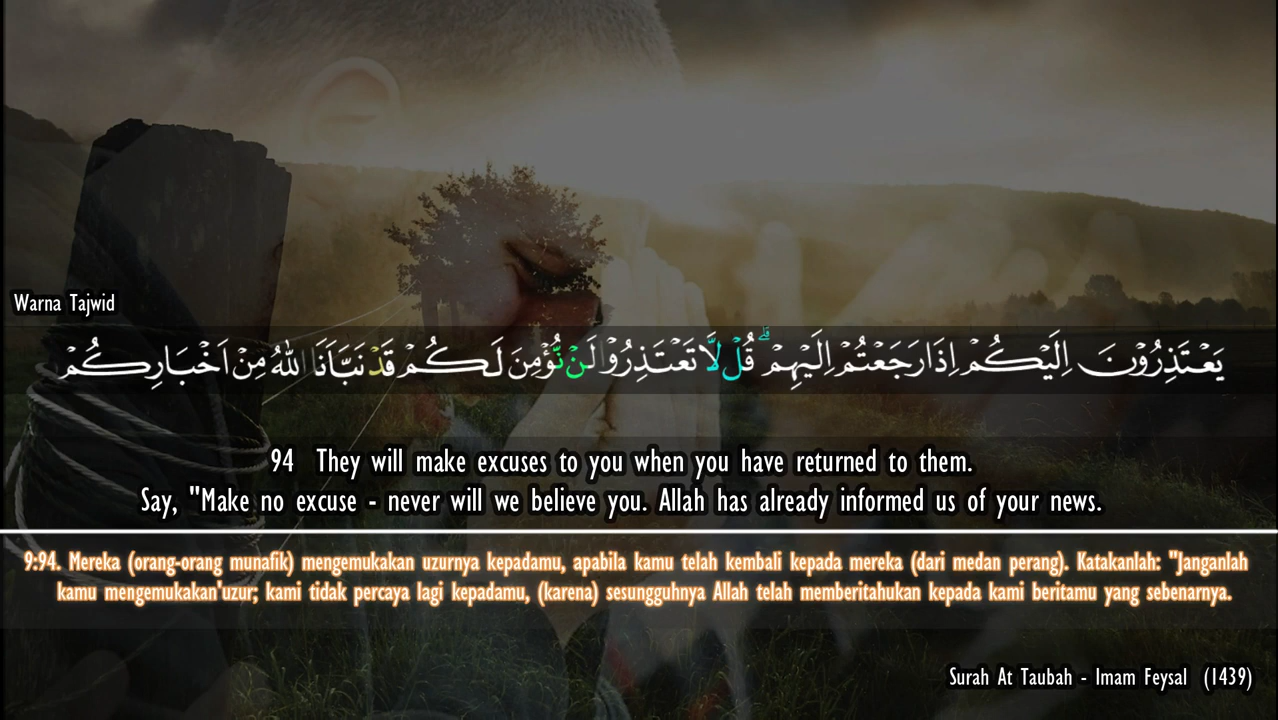 Warna Tajwid
يَعْتَذِرُوْنَ اِلَيْكُمْ اِذَا رَجَعْتُمْ اِلَيْهِمْ ۗ قُلْ لَّا تَعْتَذِرُوْا لَنْ نُّؤْمِنَ لَكُمْ قَدْ نَبَّاَنَا اللّٰهُ مِنْ اَخْبَارِكُمْ
94 They will make excuses to you when you have returned to them.
Say, "Make no excuse - never will we believe you. Allah has already informed us of your news.
9:94. Mereka (orang-orang munafik) mengemukakan uzurnya kepadamu, apabila kamu telah kembali kepada mereka (dari medan perang). Katakanlah: "Janganlah
kamu mengemukakan'uzur; kami tidak percaya lagi kepadamu, (karena) sesungguhnya Allah telah memberitahukan kepada kami beritamu yang sebenarnya.
Surah At Taubah - Imam Feysal (1439)